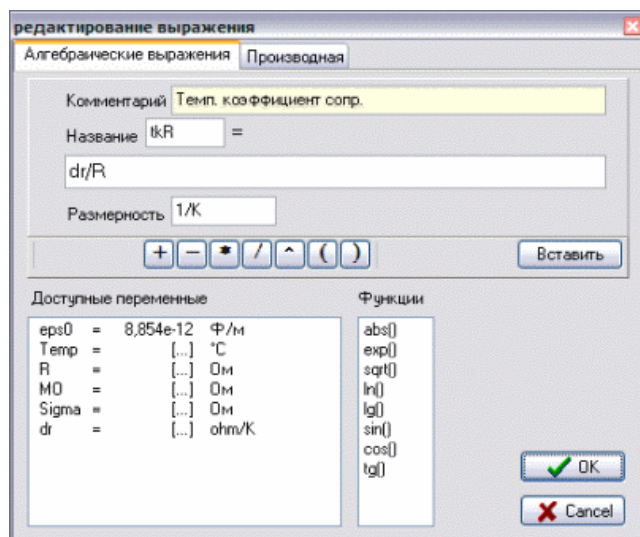 редактирование выражения
Алгебраические выражения Производная
Комментарий Темп. коэффициент сопр.
Название tkR =
dr/R
Размерность 1/K
+ − * / ^ ( ) Вставить
Доступные переменные Функции
eps0 = 8,854e-12 Ф/м abs()
Temp = [...] °C exp()
R = [...] Ом sqrt()
M0 = [...] Ом ln()
Sigma = [...] Ом lg()
dr = [...] ohm/K sin()
cos()
tg()
OK
Cancel